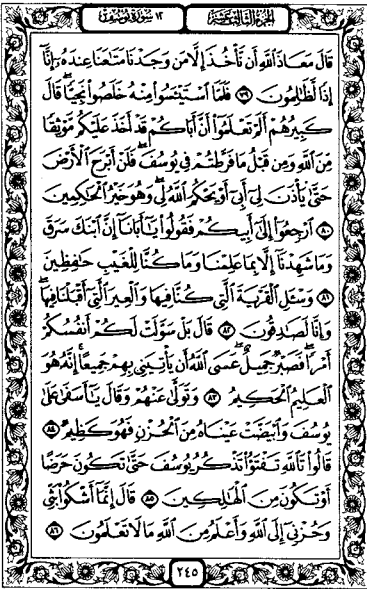 الجزء الثالث عشر ١٢ سورة يوسف
قَالَ مَعَاذَ ٱللَّهِ أَن نَّأۡخُذَ إِلَّا مَن وَجَدۡنَا مَتَٰعَنَا عِندَهُۥٓ إِنَّآ
إِذٗا لَّظَٰلِمُونَ ٧٩ فَلَمَّا ٱسۡتَيۡـَٔسُواْ مِنۡهُ خَلَصُواْ نَجِيّٗاۖ قَالَ
كَبِيرُهُمۡ أَلَمۡ تَعۡلَمُوٓاْ أَنَّ أَبَاكُمۡ قَدۡ أَخَذَ عَلَيۡكُم مَّوۡثِقٗا
مِّنَ ٱللَّهِ وَمِن قَبۡلُ مَا فَرَّطتُمۡ فِي يُوسُفَۖ فَلَنۡ أَبۡرَحَ ٱلۡأَرۡضَ
حَتَّىٰ يَأۡذَنَ لِيٓ أَبِيٓ أَوۡ يَحۡكُمَ ٱللَّهُ لِيۖ وَهُوَ خَيۡرُ ٱلۡحَٰكِمِينَ
٨٠ ٱرۡجِعُوٓاْ إِلَىٰٓ أَبِيكُمۡ فَقُولُواْ يَٰٓأَبَانَآ إِنَّ ٱبۡنَكَ سَرَقَ
وَمَا شَهِدۡنَآ إِلَّا بِمَا عَلِمۡنَا وَمَا كُنَّا لِلۡغَيۡبِ حَٰفِظِينَ
٨١ وَسۡـَٔلِ ٱلۡقَرۡيَةَ ٱلَّتِي كُنَّا فِيهَا وَٱلۡعِيرَ ٱلَّتِيٓ أَقۡبَلۡنَا فِيهَاۖ
وَإِنَّا لَصَٰدِقُونَ ٨٢ قَالَ بَلۡ سَوَّلَتۡ لَكُمۡ أَنفُسُكُمۡ
أَمۡرٗاۖ فَصَبۡرٞ جَمِيلٌۖ عَسَى ٱللَّهُ أَن يَأۡتِيَنِي بِهِمۡ جَمِيعًاۚ إِنَّهُۥ هُوَ
ٱلۡعَلِيمُ ٱلۡحَكِيمُ ٨٣ وَتَوَلَّىٰ عَنۡهُمۡ وَقَالَ يَٰٓأَسَفَىٰ عَلَىٰ
يُوسُفَ وَٱبۡيَضَّتۡ عَيۡنَاهُ مِنَ ٱلۡحُزۡنِ فَهُوَ كَظِيمٞ ٨٤
قَالُواْ تَٱللَّهِ تَفۡتَؤُاْ تَذۡكُرُ يُوسُفَ حَتَّىٰ تَكُونَ حَرَضًا
أَوۡ تَكُونَ مِنَ ٱلۡهَٰلِكِينَ ٨٥ قَالَ إِنَّمَآ أَشۡكُواْ بَثِّي
وَحُزۡنِيٓ إِلَى ٱللَّهِ وَأَعۡلَمُ مِنَ ٱللَّهِ مَا لَا تَعۡلَمُونَ ٨٦
٢٤٥